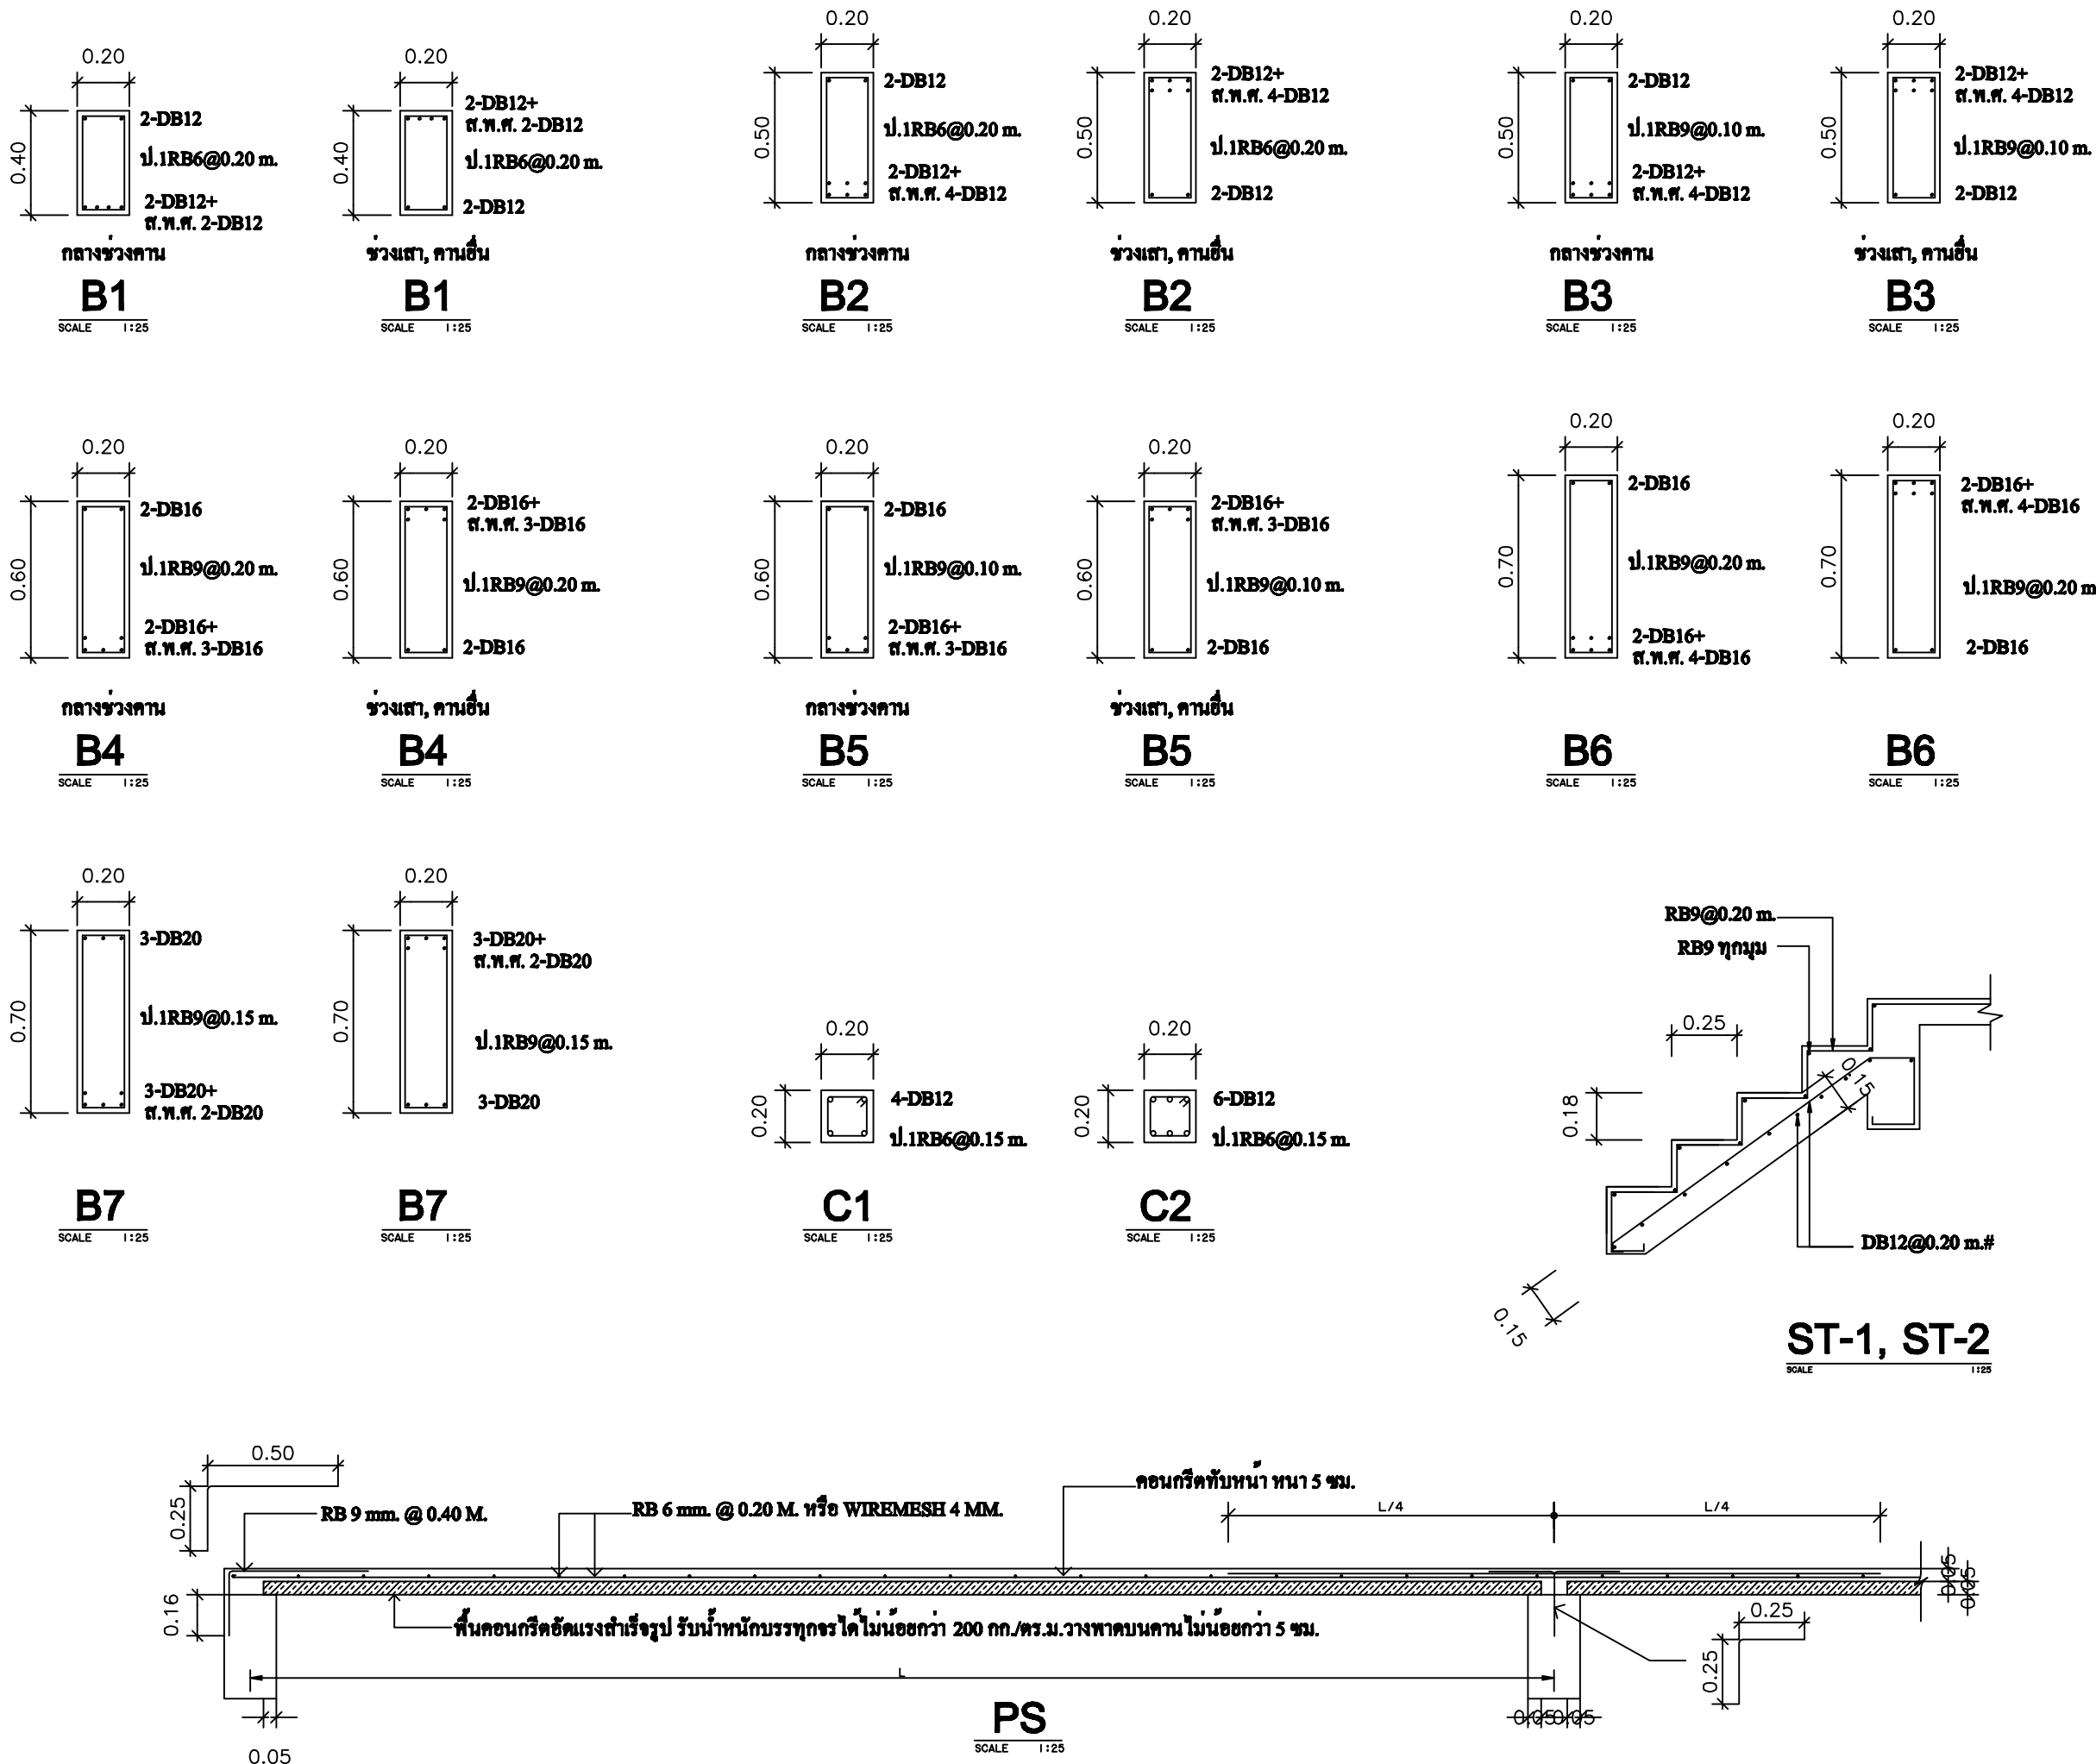 0.20
0.40
2-DB12
ป.1RB6@0.20 m.
2-DB12+
ส.พ.ศ. 2-DB12
กลางช่วงคาน
B1
SCALE 1:25
0.20
0.40
2-DB12+
ส.พ.ศ. 2-DB12
ป.1RB6@0.20 m.
2-DB12
ช่วงเสา, คานยื่น
B1
SCALE 1:25
0.20
0.50
2-DB12
ป.1RB6@0.20 m.
2-DB12+
ส.พ.ศ. 4-DB12
กลางช่วงคาน
B2
SCALE 1:25
0.20
0.50
2-DB12+
ส.พ.ศ. 4-DB12
ป.1RB6@0.20 m.
2-DB12
ช่วงเสา, คานยื่น
B2
SCALE 1:25
0.20
0.50
2-DB12
ป.1RB9@0.10 m.
2-DB12+
ส.พ.ศ. 4-DB12
กลางช่วงคาน
B3
SCALE 1:25
0.20
0.50
2-DB12+
ส.พ.ศ. 4-DB12
ป.1RB9@0.10 m.
2-DB12
ช่วงเสา, คานยื่น
B3
SCALE 1:25
0.20
0.60
2-DB16
ป.1RB9@0.20 m.
2-DB16+
ส.พ.ศ. 3-DB16
กลางช่วงคาน
B4
SCALE 1:25
0.20
0.60
2-DB16+
ส.พ.ศ. 3-DB16
ป.1RB9@0.20 m.
2-DB16
ช่วงเสา, คานยื่น
B4
SCALE 1:25
0.20
0.60
2-DB16
ป.1RB9@0.10 m.
2-DB16+
ส.พ.ศ. 3-DB16
กลางช่วงคาน
B5
SCALE 1:25
0.20
0.60
2-DB16+
ส.พ.ศ. 3-DB16
ป.1RB9@0.10 m.
2-DB16
ช่วงเสา, คานยื่น
B5
SCALE 1:25
0.20
0.70
2-DB16
ป.1RB9@0.20 m.
2-DB16+
ส.พ.ศ. 4-DB16
B6
SCALE 1:25
0.20
0.70
2-DB16+
ส.พ.ศ. 4-DB16
ป.1RB9@0.20 m
2-DB16
B6
SCALE 1:25
0.20
0.70
3-DB20
ป.1RB9@0.15 m.
3-DB20+
ส.พ.ศ. 2-DB20
B7
SCALE 1:25
0.20
0.70
3-DB20+
ส.พ.ศ. 2-DB20
ป.1RB9@0.15 m.
3-DB20
B7
SCALE 1:25
0.20
0.20
4-DB12
ป.1RB6@0.15 m.
C1
SCALE 1:25
0.20
0.20
6-DB12
ป.1RB6@0.15 m.
C2
SCALE 1:25
RB9@0.20 m.
RB9 ทุกมุม
0.25
0.15
0.18
DB12@0.20 m.#
0.15
ST-1, ST-2
SCALE 1:25
0.50
0.25
RB 9 mm. @ 0.40 M.
RB 6 mm. @ 0.20 M. หรือ WIREMESH 4 MM.
คอนกรีตทับหน้า หนา 5 ซม.
L/4
L/4
0.05
0.05
0.16
พื้นคอนกรีตอัดแรงสำเร็จรูป รับน้ำหนักบรรทุกจรได้ไม่น้อยกว่า 200 กก./ตร.ม.วางพาดบนคานไม่น้อยกว่า 5 ซม.
0.25
0.25
L
0.05
0.05
0.05
PS
SCALE 1:25